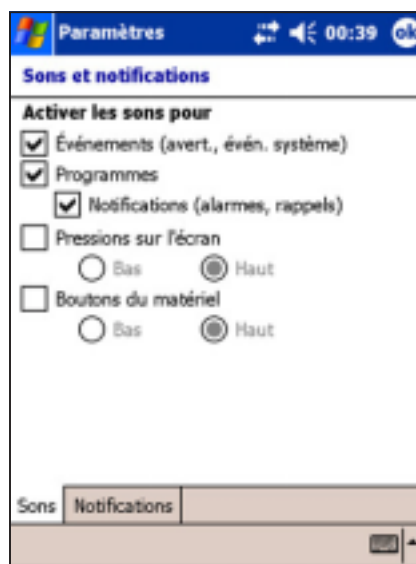 Paramètres 00:39 ok
Sons et notifications
Activer les sons pour
Événements (avert., évén. système)
Programmes
Notifications (alarmes, rappels)
Pressions sur l'écran
Bas Haut
Boutons du matériel
Bas Haut
Sons Notifications